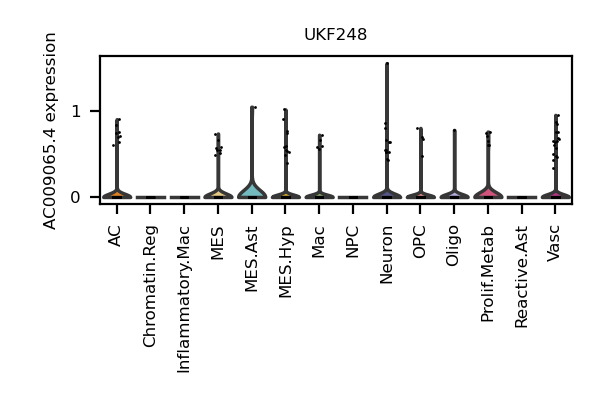 UKF248
AC009065.4 expression
1
0
AC
Chromatin.Reg
Inflammatory.Mac
MES
MES.Ast
MES.Hyp
Mac
NPC
Neuron
OPC
Oligo
Prolif.Metab
Reactive.Ast
Vasc